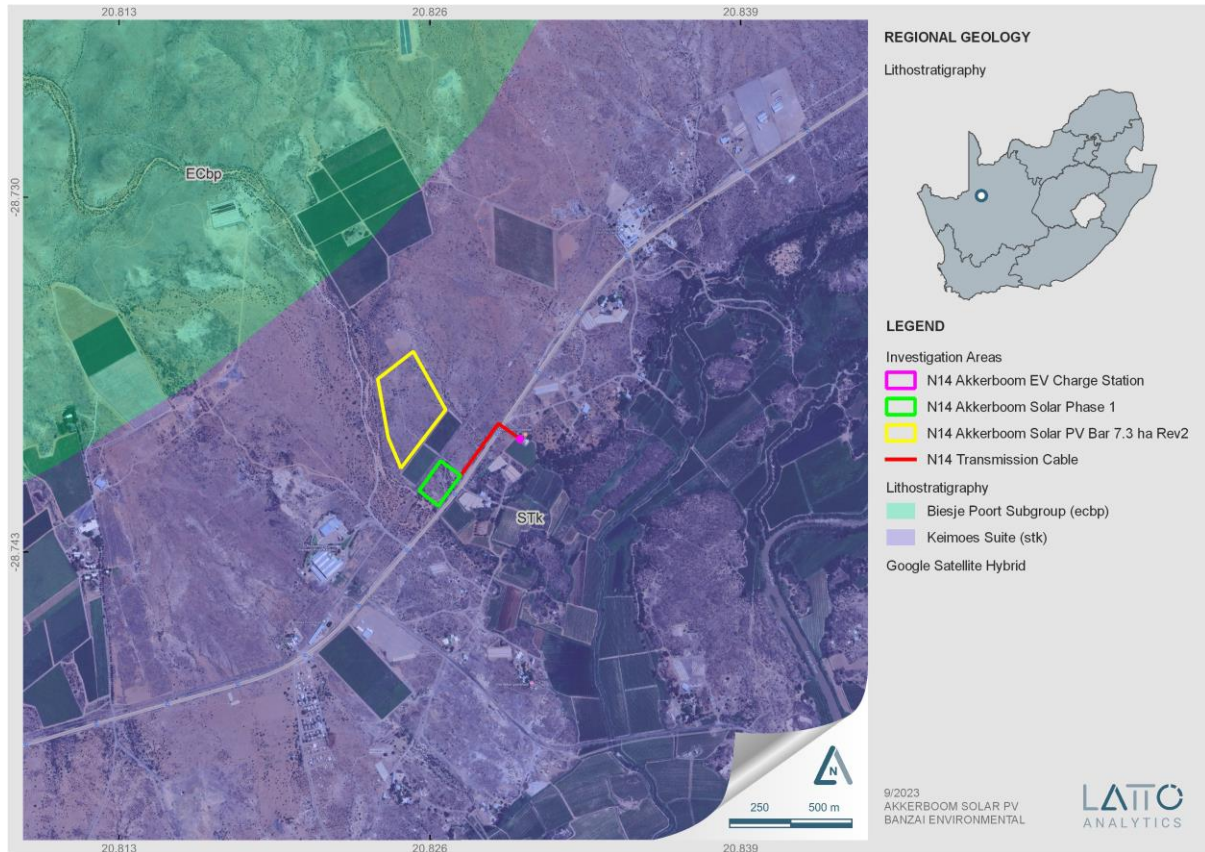 20.813
20.826
20.839
-28.730
-28.743
ECbp
STk
250
500 m
N
20.813
20.826
20.839
REGIONAL GEOLOGY
Lithostratigraphy
LEGEND
Investigation Areas
N14 Akkerboom EV Charge Station
N14 Akkerboom Solar Phase 1
N14 Akkerboom Solar PV Bar 7.3 ha Rev2
N14 Transmission Cable
Lithostratigraphy
Biesje Poort Subgroup (ecbp)
Keimoes Suite (stk)
Google Satellite Hybrid
9/2023
AKKERBOOM SOLAR PV
BANZAI ENVIRONMENTAL
LATTO
ANALYTICS